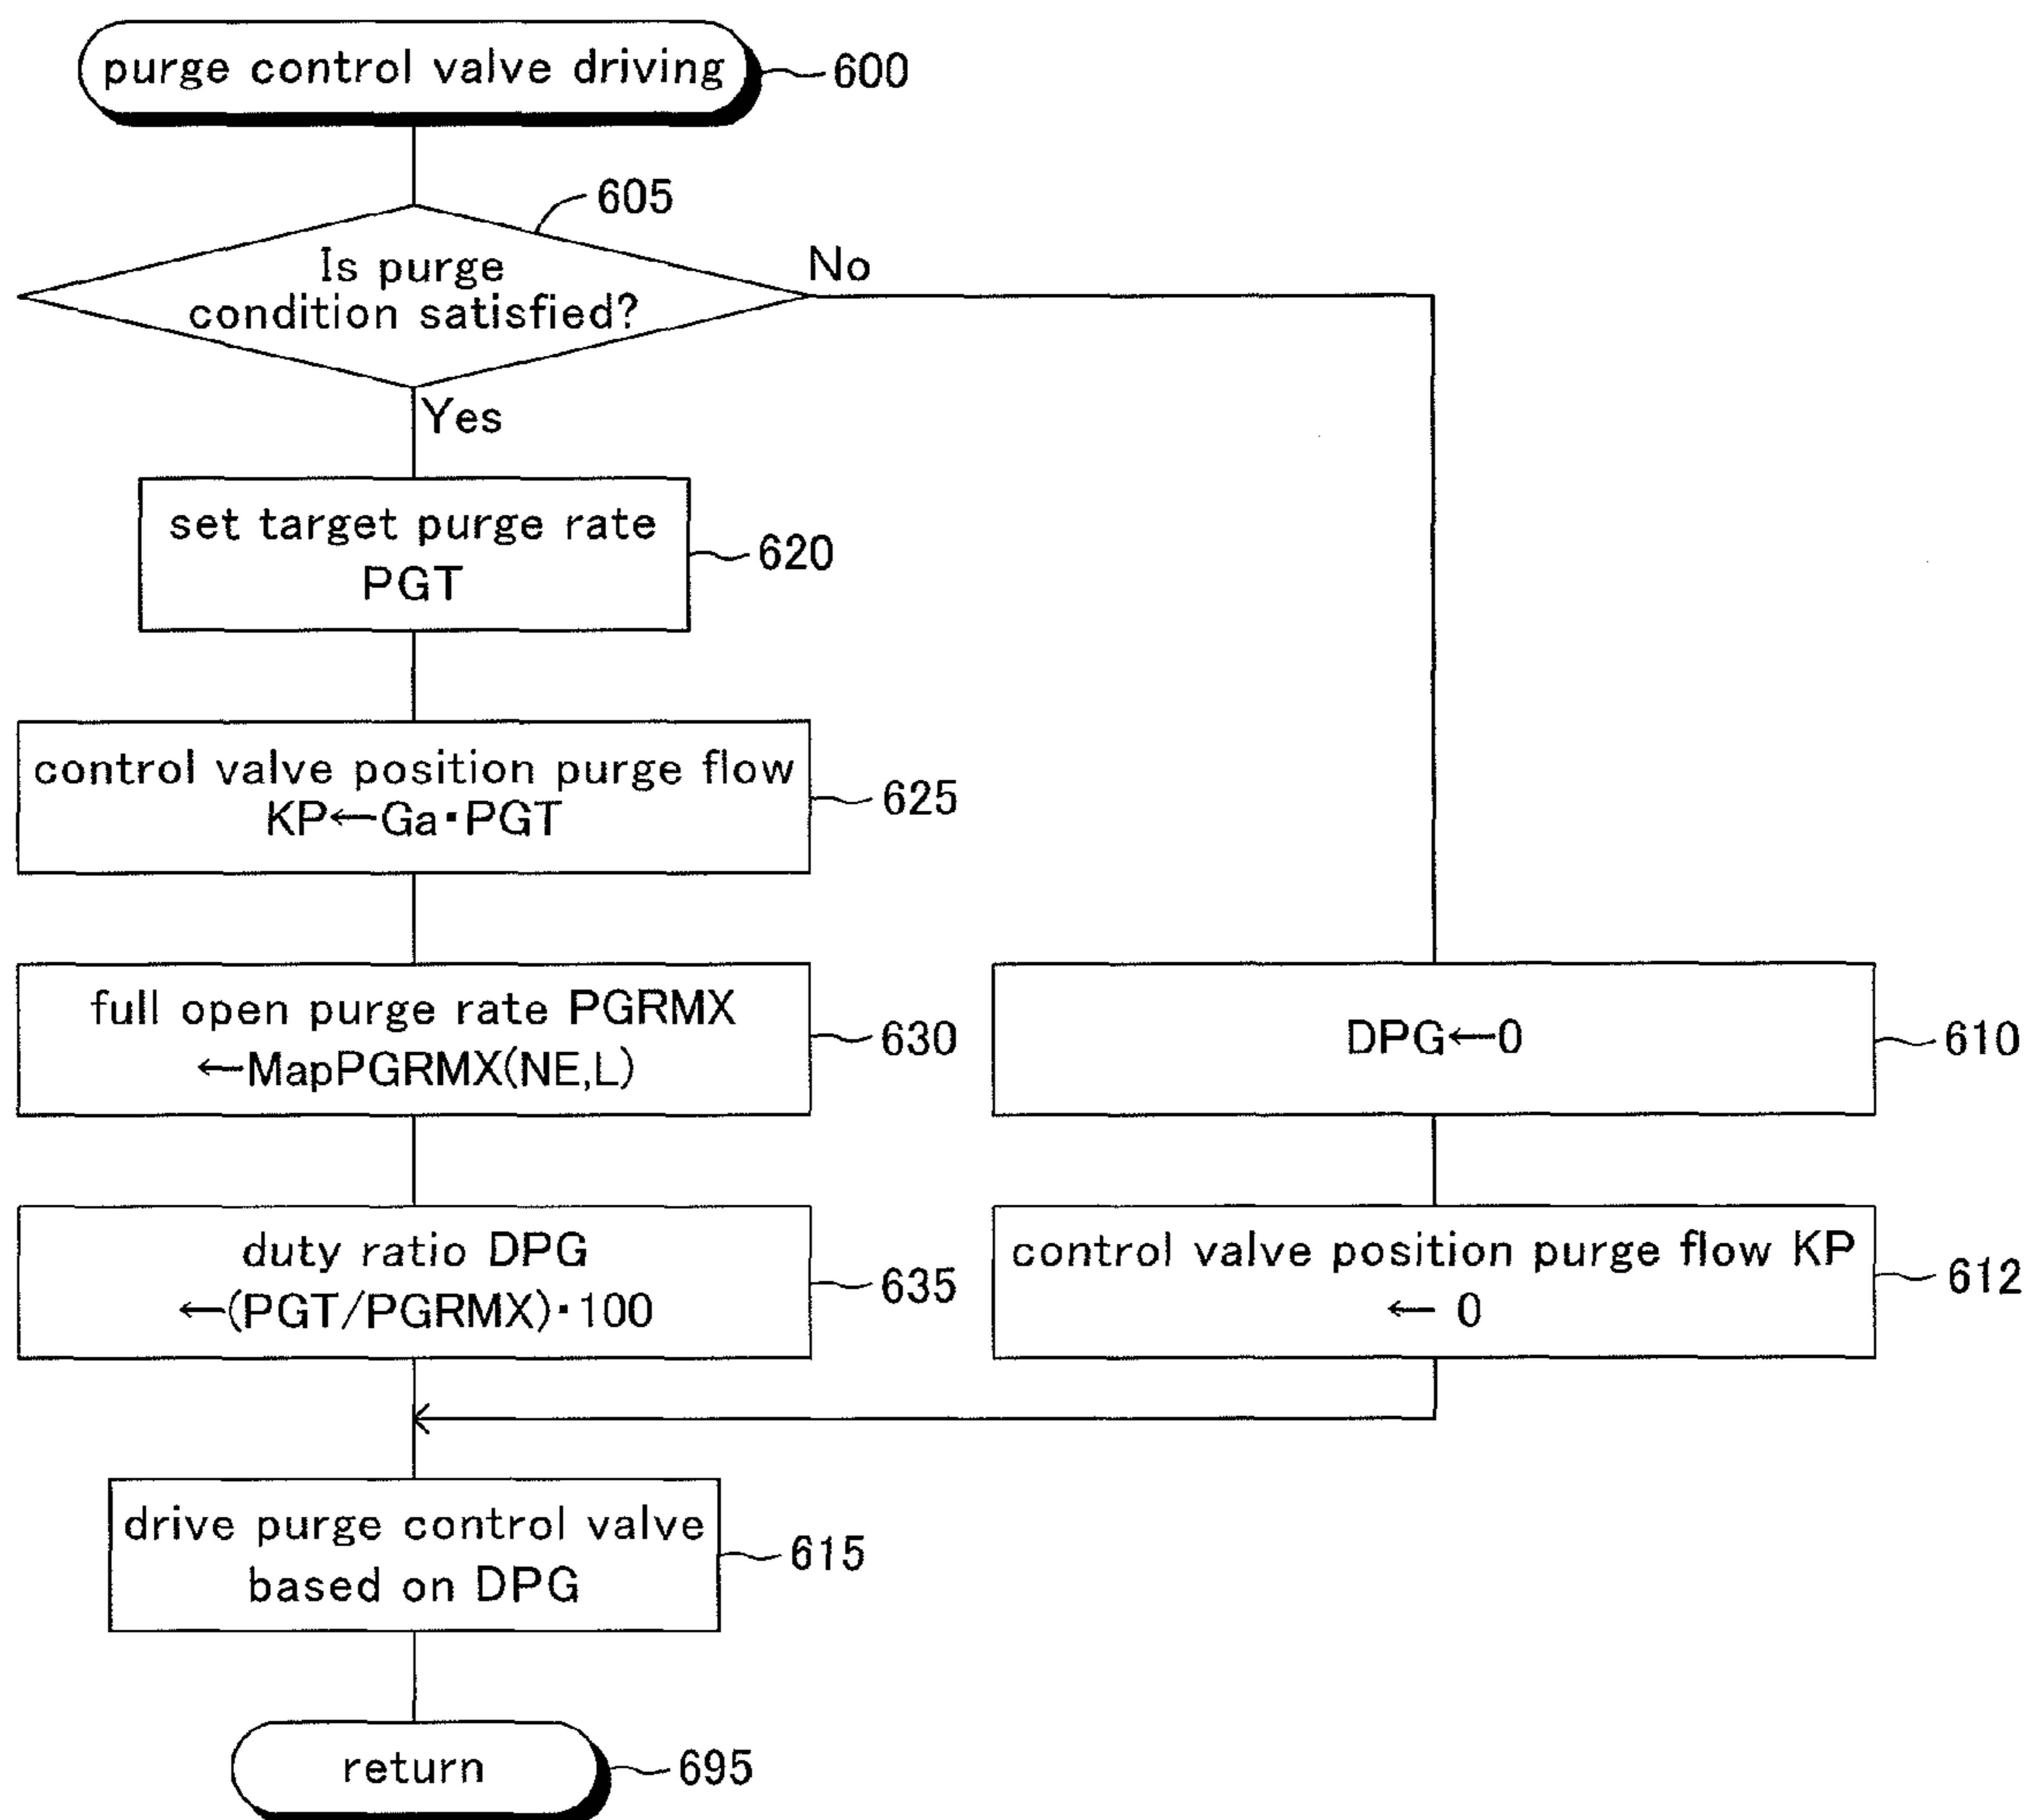 purge control valve driving
600
605
Is purge
condition satisfied?
No
Yes
set target purge rate
PGT
620
control valve position purge flow
KP←Ga·PGT
625
full open purge rate PGRMX
←MapPGRMX(NE,L)
630
DPG←0
610
duty ratio DPG
←(PGT/PGRMX)·100
635
control valve position purge flow KP
← 0
612
drive purge control valve
based on DPG
615
return
695